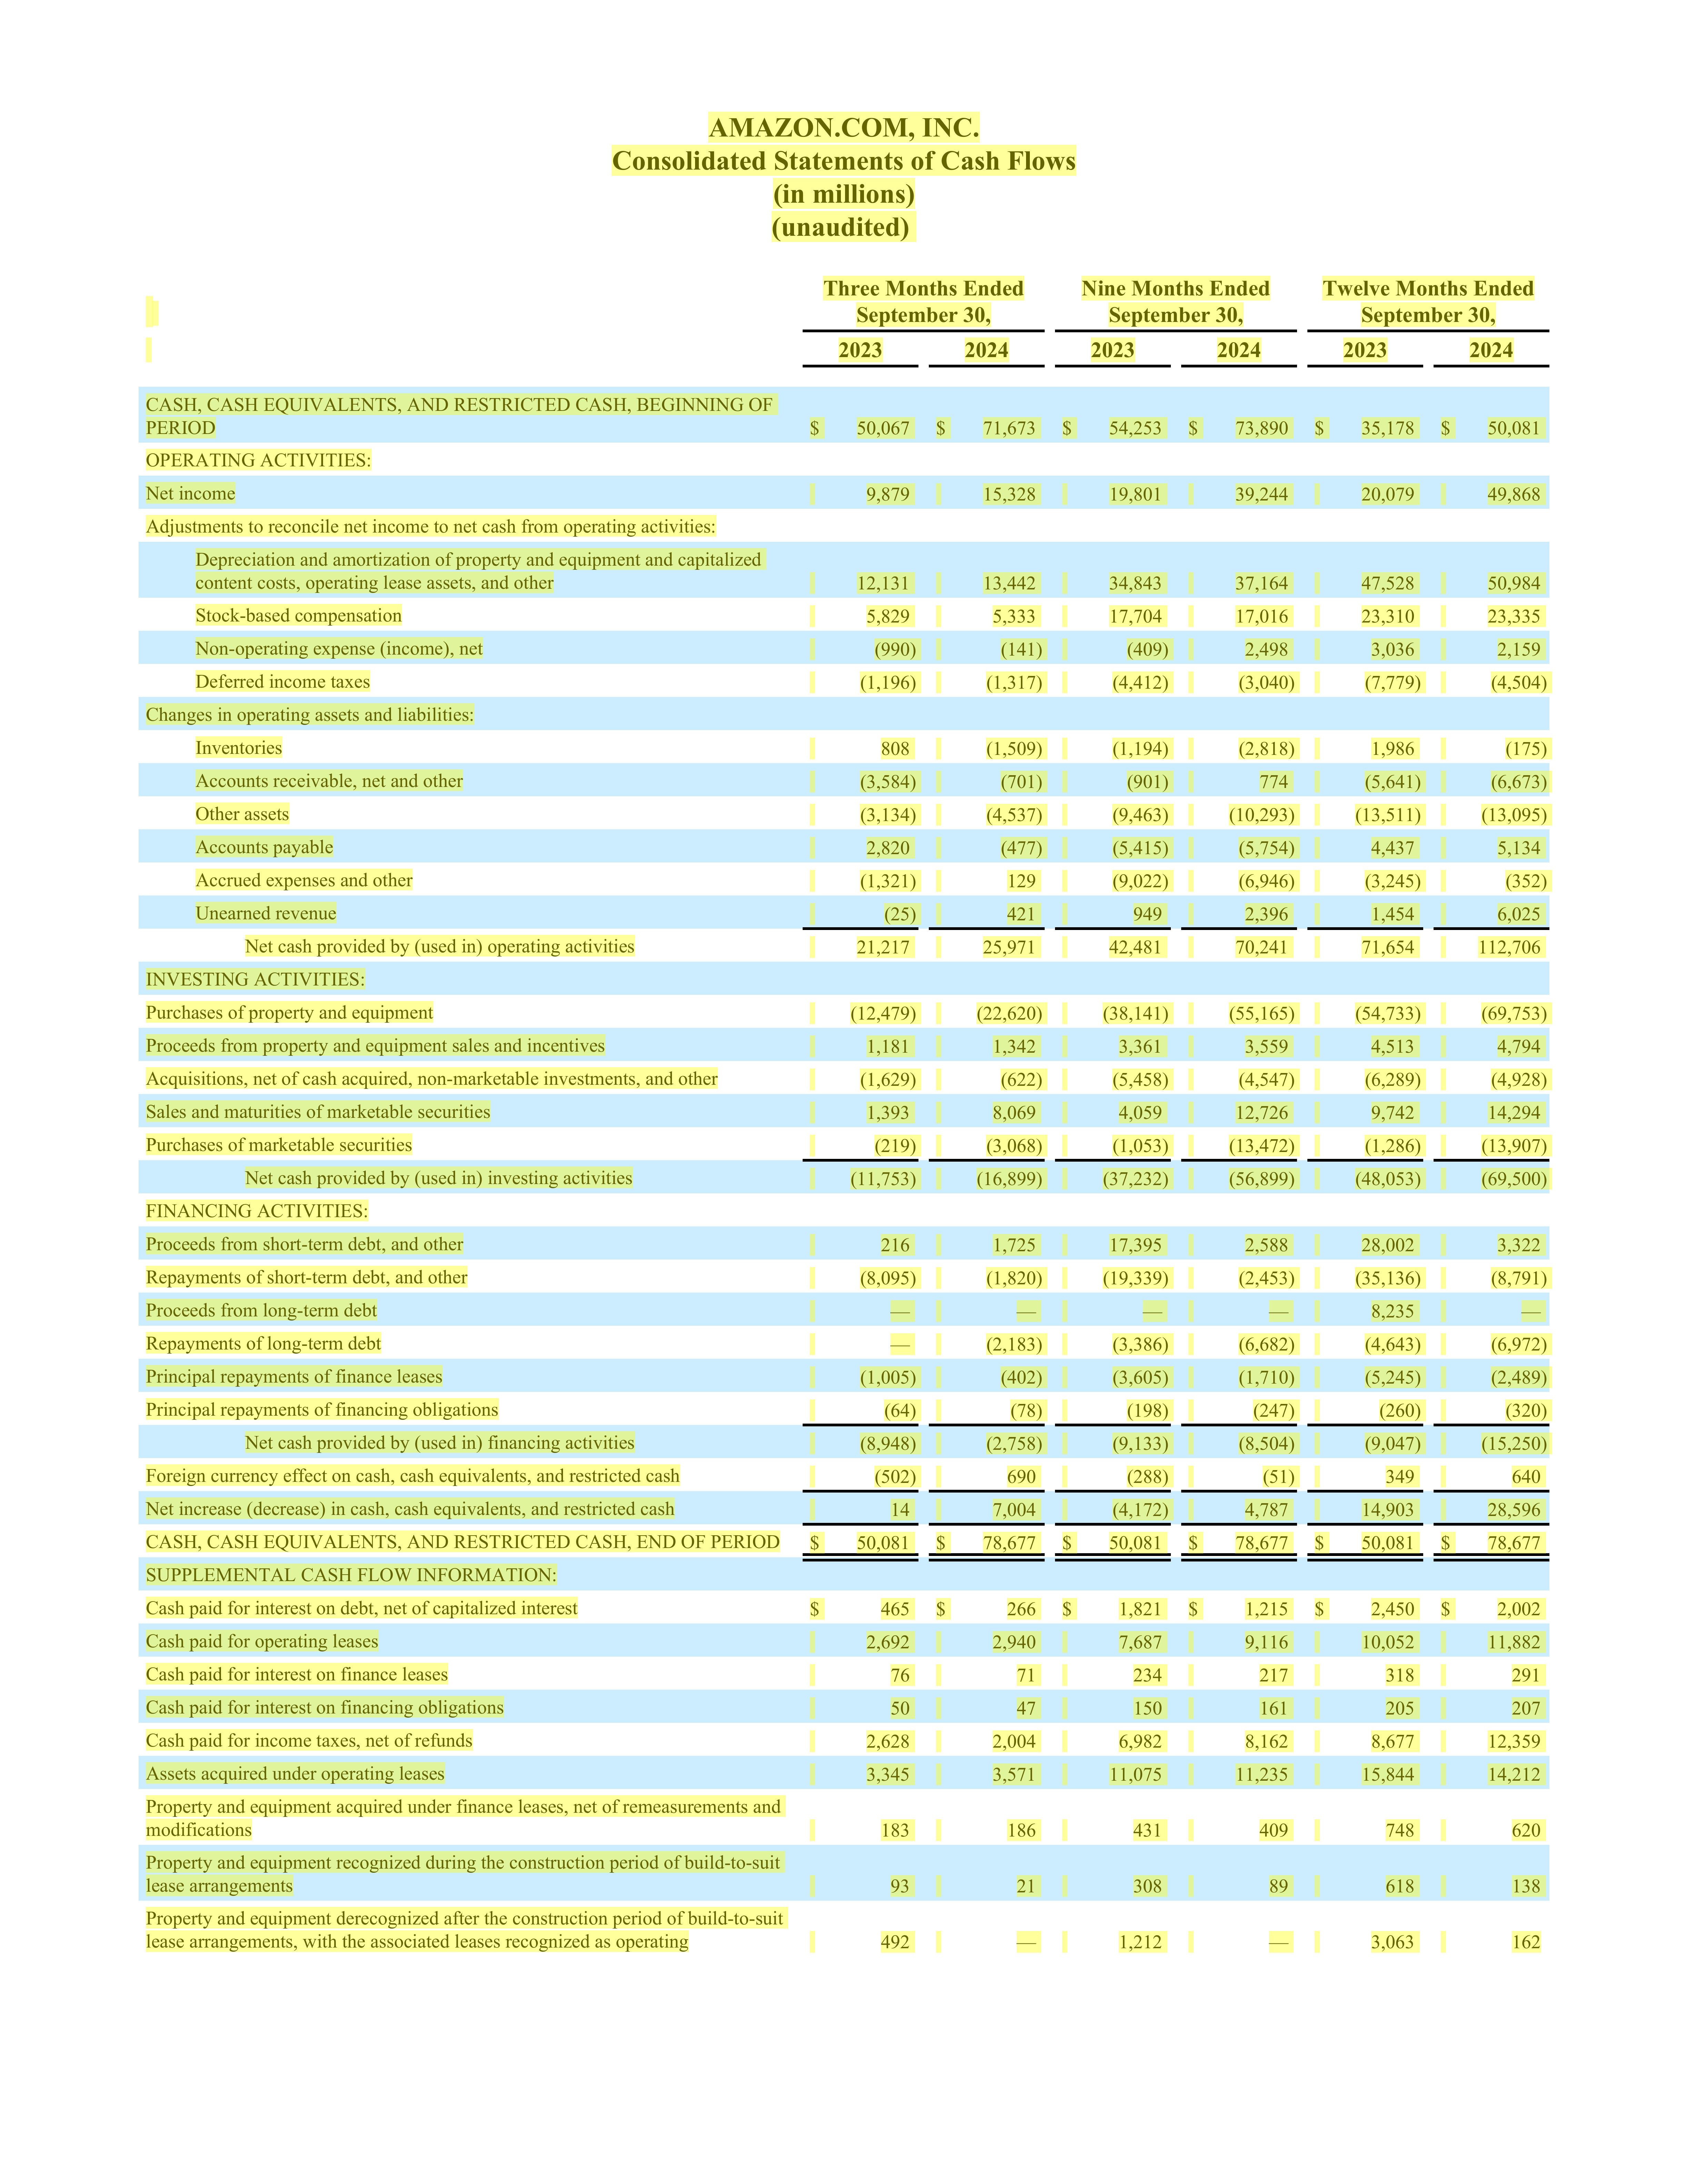 AMAZON.COM, INC.
Consolidated Statements of Cash Flows
(in millions)
(unaudited)
Three Months Ended Nine Months Ended Twelve Months Ended
September 30, September 30, September 30,
2023 2024 2023 2024 2023 2024
CASH, CASH EQUIVALENTS, AND RESTRICTED CASH, BEGINNING OF
PERIOD $ 50,067 $ 71,673 $ 54,253 $ 73,890 $ 35,178 $ 50,081
OPERATING ACTIVITIES:
Net income 9,879 15,328 19,801 39,244 20,079 49,868
Adjustments to reconcile net income to net cash from operating activities:
Depreciation and amortization of property and equipment and capitalized
content costs, operating lease assets, and other 12,131 13,442 34,843 37,164 47,528 50,984
Stock-based compensation 5,829 5,333 17,704 17,016 23,310 23,335
Non-operating expense (income), net (990) (141) (409) 2,498 3,036 2,159
Deferred income taxes (1,196) (1,317) (4,412) (3,040) (7,779) (4,504)
Changes in operating assets and liabilities:
Inventories 808 (1,509) (1,194) (2,818) 1,986 (175)
Accounts receivable, net and other (3,584) (701) (901) 774 (5,641) (6,673)
Other assets (3,134) (4,537) (9,463) (10,293) (13,511) (13,095)
Accounts payable 2,820 (477) (5,415) (5,754) 4,437 5,134
Accrued expenses and other (1,321) 129 (9,022) (6,946) (3,245) (352)
Unearned revenue (25) 421 949 2,396 1,454 6,025
Net cash provided by (used in) operating activities 21,217 25,971 42,481 70,241 71,654 112,706
INVESTING ACTIVITIES:
Purchases of property and equipment (12,479) (22,620) (38,141) (55,165) (54,733) (69,753)
Proceeds from property and equipment sales and incentives 1,181 1,342 3,361 3,559 4,513 4,794
Acquisitions, net of cash acquired, non-marketable investments, and other (1,629) (622) (5,458) (4,547) (6,289) (4,928)
Sales and maturities of marketable securities 1,393 8,069 4,059 12,726 9,742 14,294
Purchases of marketable securities (219) (3,068) (1,053) (13,472) (1,286) (13,907)
Net cash provided by (used in) investing activities (11,753) (16,899) (37,232) (56,899) (48,053) (69,500)
FINANCING ACTIVITIES:
Proceeds from short-term debt, and other 216 1,725 17,395 2,588 28,002 3,322
Repayments of short-term debt, and other (8,095) (1,820) (19,339) (2,453) (35,136) (8,791)
Proceeds from long-term debt — — — — 8,235 —
Repayments of long-term debt — (2,183) (3,386) (6,682) (4,643) (6,972)
Principal repayments of finance leases (1,005) (402) (3,605) (1,710) (5,245) (2,489)
Principal repayments of financing obligations (64) (78) (198) (247) (260) (320)
Net cash provided by (used in) financing activities (8,948) (2,758) (9,133) (8,504) (9,047) (15,250)
Foreign currency effect on cash, cash equivalents, and restricted cash (502) 690 (288) (51) 349 640
Net increase (decrease) in cash, cash equivalents, and restricted cash 14 7,004 (4,172) 4,787 14,903 28,596
CASH, CASH EQUIVALENTS, AND RESTRICTED CASH, END OF PERIOD $ 50,081 $ 78,677 $ 50,081 $ 78,677 $ 50,081 $ 78,677
SUPPLEMENTAL CASH FLOW INFORMATION:
Cash paid for interest on debt, net of capitalized interest $ 465 $ 266 $ 1,821 $ 1,215 $ 2,450 $ 2,002
Cash paid for operating leases 2,692 2,940 7,687 9,116 10,052 11,882
Cash paid for interest on finance leases 76 71 234 217 318 291
Cash paid for interest on financing obligations 50 47 150 161 205 207
Cash paid for income taxes, net of refunds 2,628 2,004 6,982 8,162 8,677 12,359
Assets acquired under operating leases 3,345 3,571 11,075 11,235 15,844 14,212
Property and equipment acquired under finance leases, net of remeasurements and
modifications 183 186 431 409 748 620
Property and equipment recognized during the construction period of build-to-suit
lease arrangements 93 21 308 89 618 138
Property and equipment derecognized after the construction period of build-to-suit
lease arrangements, with the associated leases recognized as operating 492 — 1,212 — 3,063 162